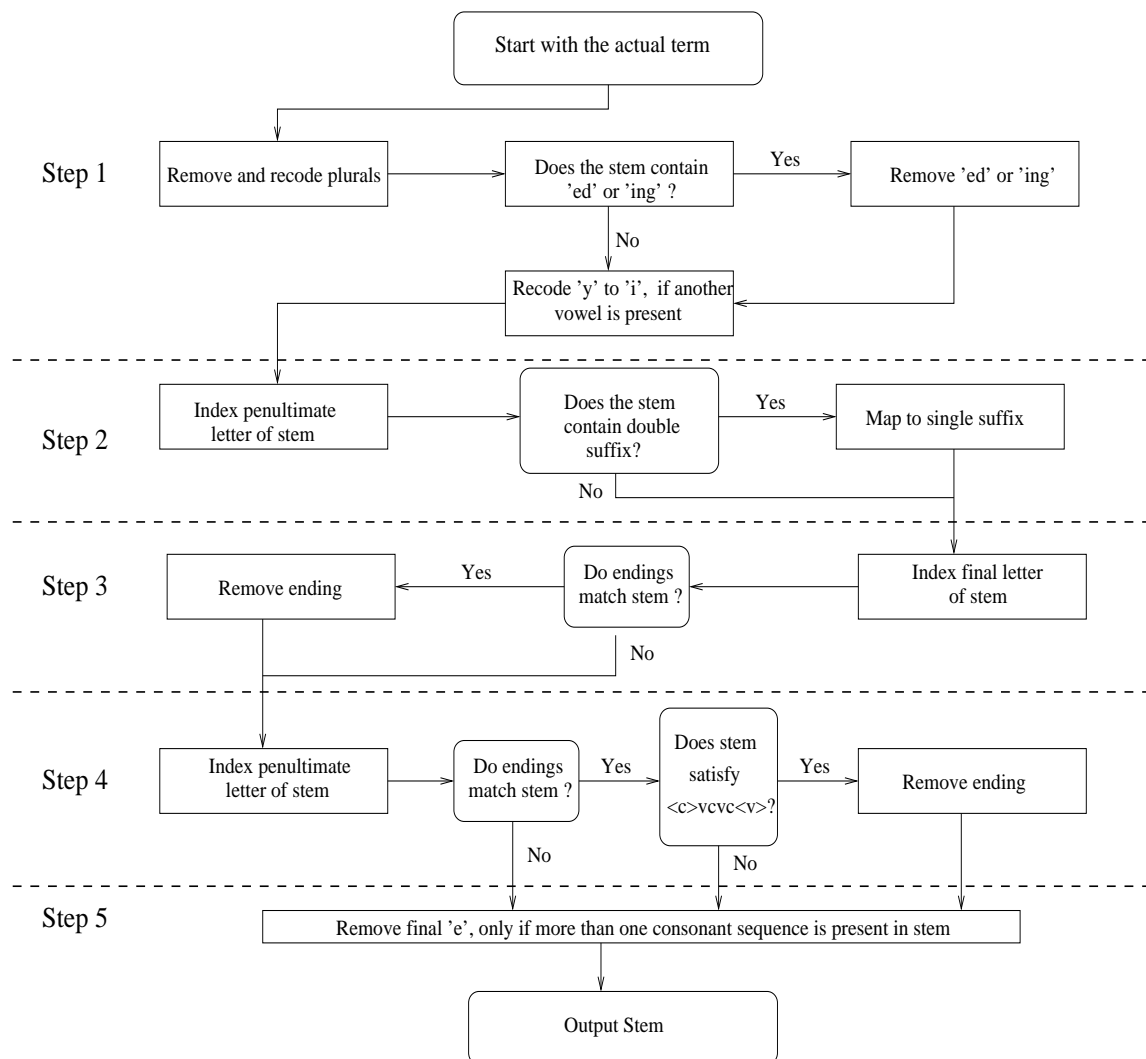 Start with the actual term
Step 1
Remove and recode plurals
Does the stem contain
’ed’ or ’ing’ ?
Yes
Remove ’ed’ or ’ing’
No
Recode ’y’ to ’i’, if another
vowel is present
Step 2
Index penultimate
letter of stem
Does the stem
contain double
suffix?
Yes
Map to single suffix
No
Step 3
Remove ending
Yes
Do endings
match stem ?
Index final letter
of stem
No
Step 4
Index penultimate
letter of stem
Do endings
match stem ?
Yes
Does stem
satisfy
<c>vcvc<v>?
Yes
Remove ending
No
No
Step 5
Remove final ’e’, only if more than one consonant sequence is present in stem
Output Stem